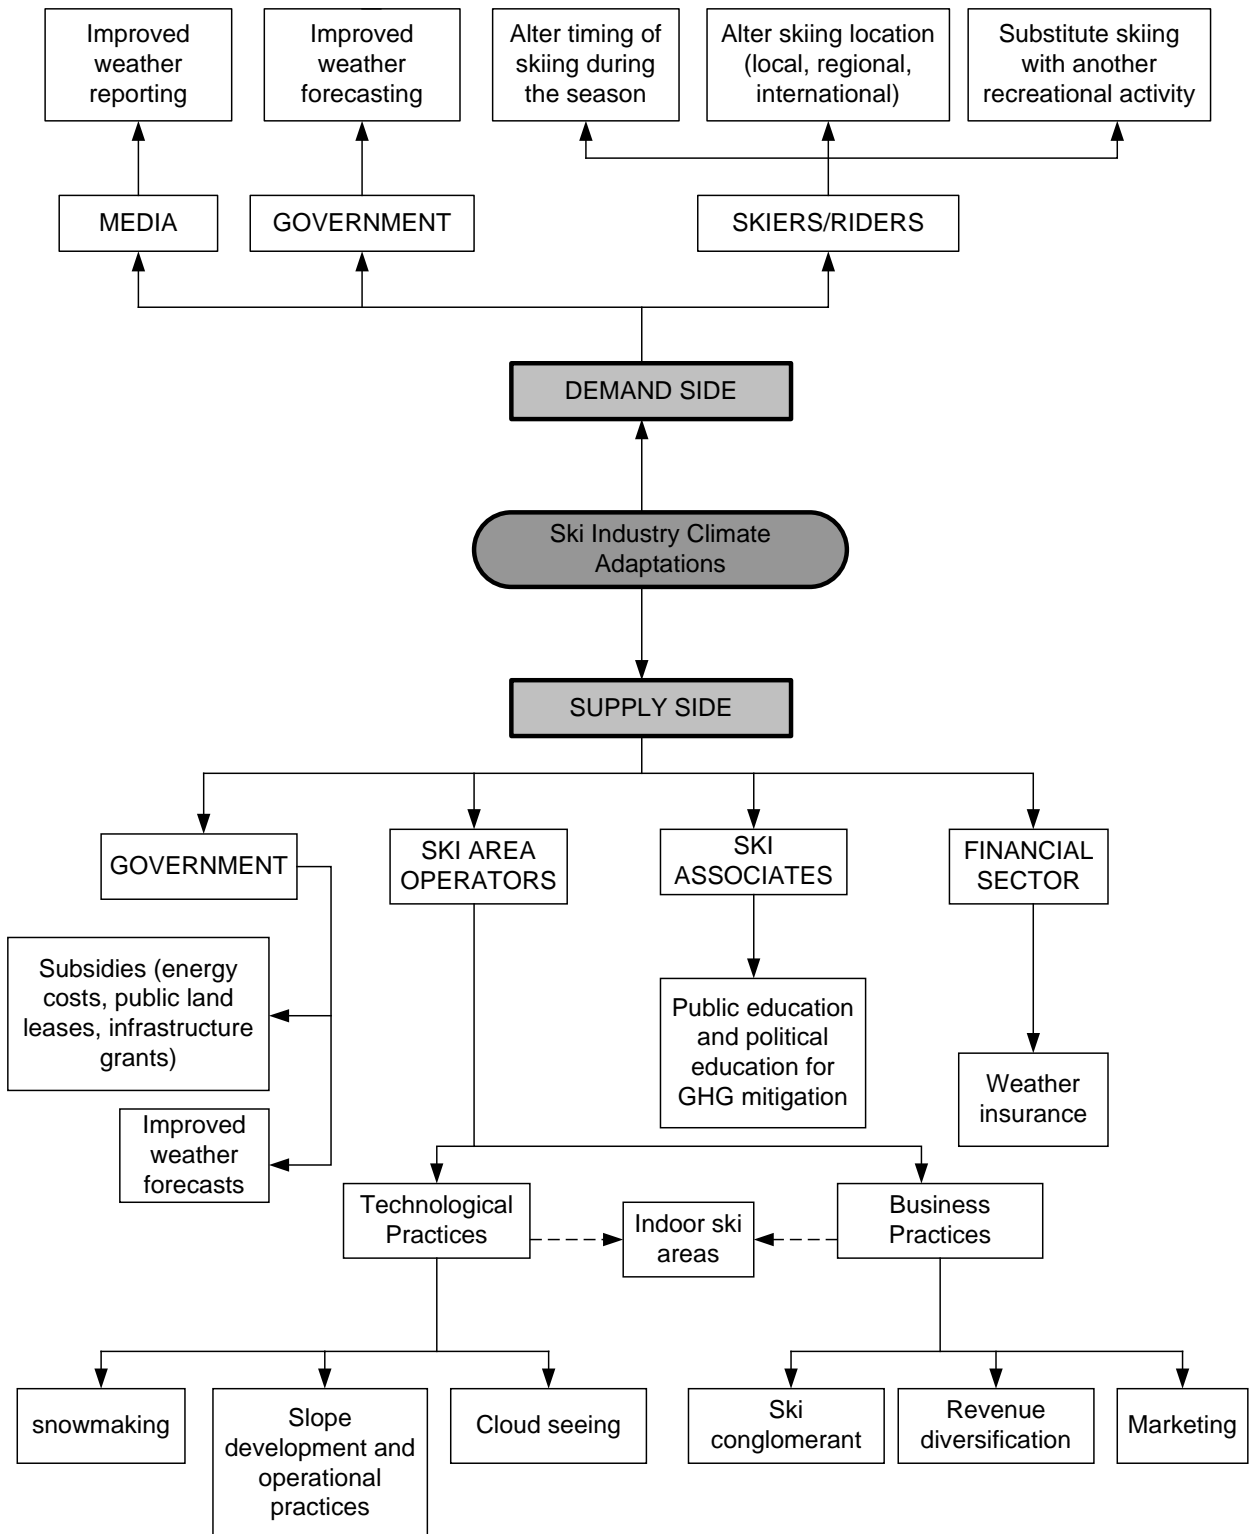 Improved
weather
reporting
Improved
weather
forecasting
Alter timing of
skiing during
the season
Alter skiing location
(local, regional,
international)
Substitute skiing
with another
recreational activity
MEDIA
GOVERNMENT
SKIERS/RIDERS
DEMAND SIDE
Ski Industry Climate
Adaptations
SUPPLY SIDE
GOVERNMENT
SKI AREA
OPERATORS
SKI
ASSOCIATES
FINANCIAL
SECTOR
Subsidies (energy
costs, public land
leases, infrastructure
grants)
Public education
and political
education for
GHG mitigation
Weather
insurance
Improved
weather
forecasts
Technological
Practices
Indoor ski
areas
Business
Practices
snowmaking
Slope
development and
operational
practices
Cloud seeing
Ski
conglomerant
Revenue
diversification
Marketing